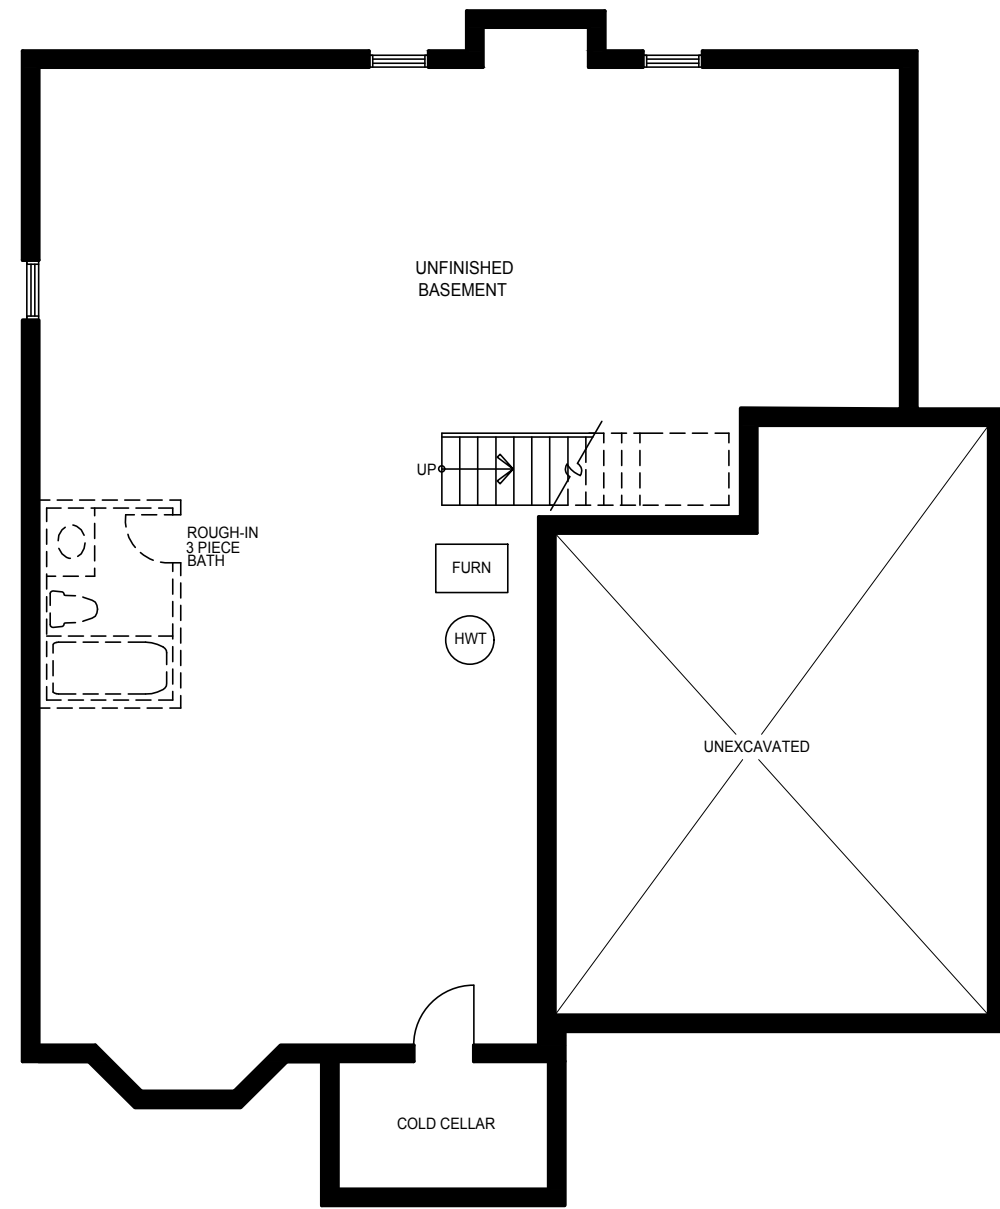 UNFINISHED
BASEMENT
UP
ROUGH-IN
3 PIECE
BATH
FURN
HWT
UNEXCAVATED
COLD CELLAR